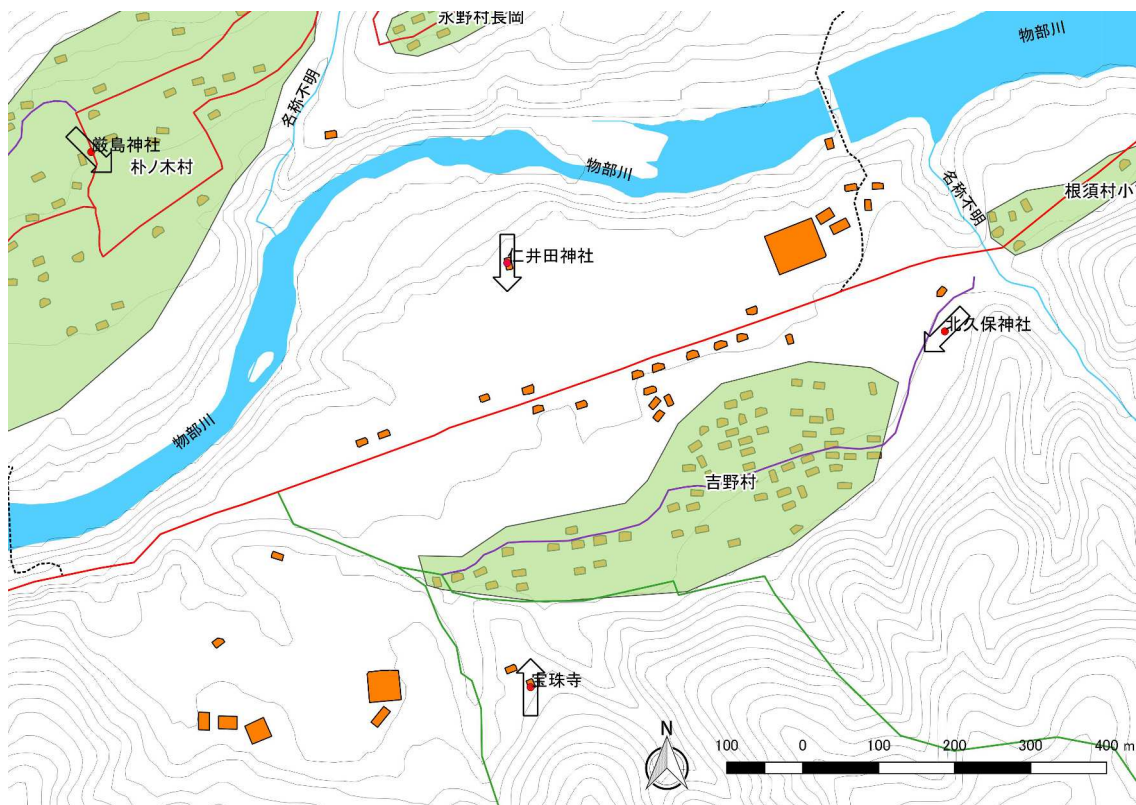 永野村長岡
物部川
名称不明
厳島神社
朴ノ木村
物部川
名称不明
根須村小
仁井田神社
北久保神社
物部川
吉野村
宝珠寺
N
100 0 100 200 300 400 m